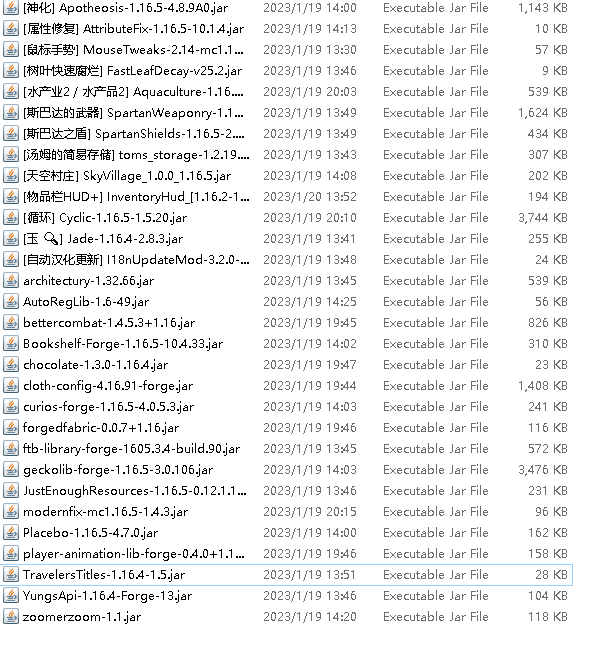 [神化] Apotheosis-1.16.5-4.8.9A0.jar 2023/1/19 14:00 Executable Jar File 1,143 KB
[属性修复] AttributeFix-1.16.5-10.1.4.jar 2023/1/19 14:13 Executable Jar File 10 KB
[鼠标手势] MouseTweaks-2.14-mc1.1... 2023/1/19 13:30 Executable Jar File 57 KB
[树叶快速腐烂] FastLeafDecay-v25.2.jar 2023/1/19 13:46 Executable Jar File 9 KB
[水产业2 / 水产品2] Aquaculture-1.16.... 2023/1/19 20:03 Executable Jar File 539 KB
[斯巴达的武器] SpartanWeaponry-1.1... 2023/1/19 13:49 Executable Jar File 1,624 KB
[斯巴达之盾] SpartanShields-1.16.5-2.... 2023/1/19 13:49 Executable Jar File 434 KB
[汤姆的简易存储] toms_storage-1.2.19.... 2023/1/19 13:43 Executable Jar File 307 KB
[天空村庄] SkyVillage_1.0.0_1.16.5.jar 2023/1/19 14:08 Executable Jar File 202 KB
[物品栏HUD+] InventoryHud_[1.16.2-1... 2023/1/20 13:52 Executable Jar File 194 KB
[循环] Cyclic-1.16.5-1.5.20.jar 2023/1/19 20:10 Executable Jar File 3,744 KB
[玉 🔍] Jade-1.16.4-2.8.3.jar 2023/1/19 13:41 Executable Jar File 255 KB
[自动汉化更新] I18nUpdateMod-3.2.0-... 2023/1/19 13:48 Executable Jar File 24 KB
architectury-1.32.66.jar 2023/1/19 13:45 Executable Jar File 539 KB
AutoRegLib-1.6-49.jar 2023/1/19 14:25 Executable Jar File 56 KB
bettercombat-1.4.5.3+1.16.jar 2023/1/19 19:45 Executable Jar File 826 KB
Bookshelf-Forge-1.16.5-10.4.33.jar 2023/1/19 14:02 Executable Jar File 310 KB
chocolate-1.3.0-1.16.4.jar 2023/1/19 19:47 Executable Jar File 23 KB
cloth-config-4.16.91-forge.jar 2023/1/19 19:44 Executable Jar File 1,408 KB
curios-forge-1.16.5-4.0.5.3.jar 2023/1/19 14:03 Executable Jar File 241 KB
forgedfabric-0.0.7+1.16.jar 2023/1/19 19:46 Executable Jar File 116 KB
ftb-library-forge-1605.3.4-build.90.jar 2023/1/19 13:45 Executable Jar File 572 KB
geckolib-forge-1.16.5-3.0.106.jar 2023/1/19 14:03 Executable Jar File 3,476 KB
JustEnoughResources-1.16.5-0.12.1.1... 2023/1/19 13:46 Executable Jar File 231 KB
modernfix-mc1.16.5-1.4.3.jar 2023/1/19 20:15 Executable Jar File 96 KB
Placebo-1.16.5-4.7.0.jar 2023/1/19 14:00 Executable Jar File 162 KB
player-animation-lib-forge-0.4.0+1.1... 2023/1/19 19:46 Executable Jar File 158 KB
TravelersTitles-1.16.4-1.5.jar 2023/1/19 13:51 Executable Jar File 28 KB
YungsApi-1.16.4-Forge-13.jar 2023/1/19 13:46 Executable Jar File 104 KB
zoomerzoom-1.1.jar 2023/1/19 14:20 Executable Jar File 118 KB